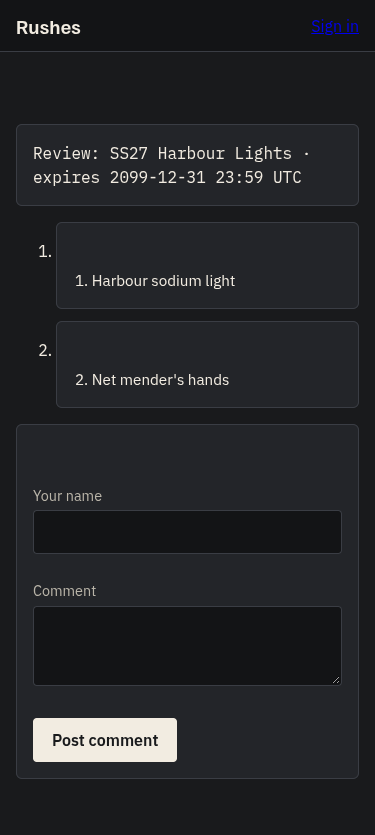 Rushes
Sign in
Review: SS27 Harbour Lights ·
expires 2099-12-31 23:59 UTC
1.
1. Harbour sodium light
2.
2. Net mender's hands
Your name
Comment
Post comment